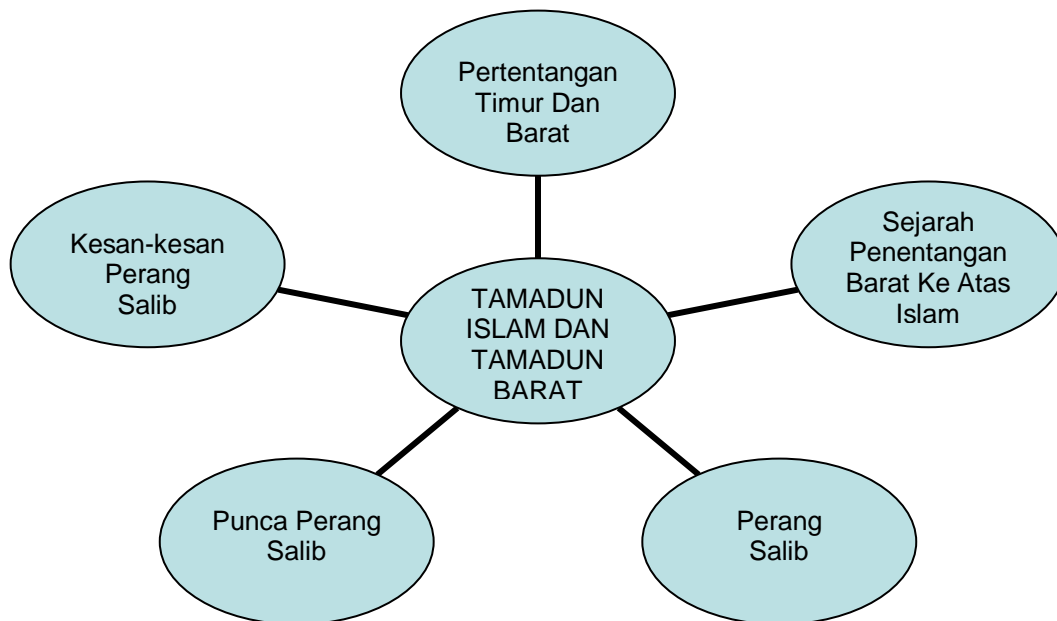 Pertentangan
Timur Dan
Barat
Kesan-kesan
Perang
Salib
Sejarah
Penentangan
Barat Ke Atas
Islam
TAMADUN
ISLAM DAN
TAMADUN
BARAT
Punca Perang
Salib
Perang
Salib